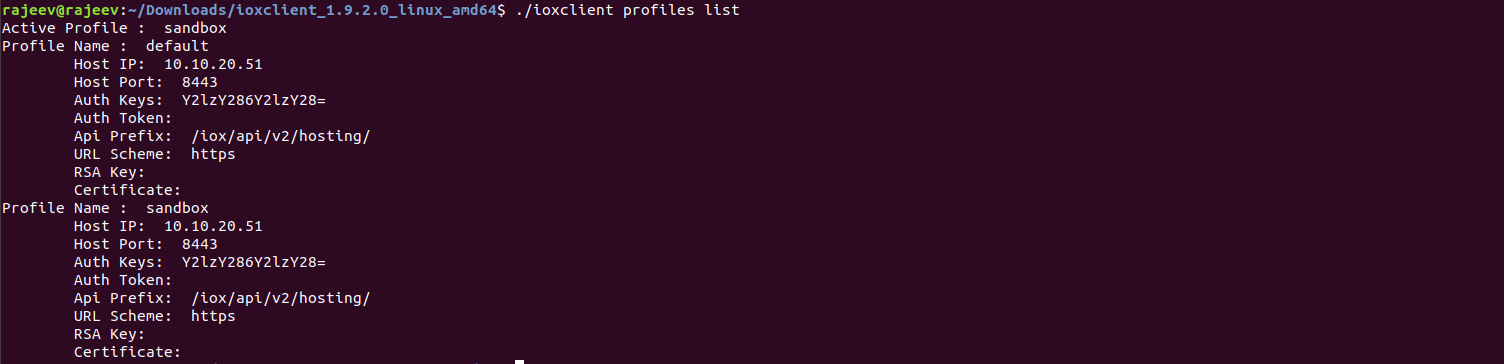 rajeev@rajeev:~/Downloads/ioxclient_1.9.2.0_linux_amd64$ ./ioxclient profiles list
Active Profile :  sandbox
Profile Name :  default
Host IP:  10.10.20.51
Host Port:  8443
Auth Keys:  Y2lzY286Y2lzY28=
Auth Token:
Api Prefix:  /iox/api/v2/hosting/
URL Scheme:  https
RSA Key:
Certificate:
Profile Name :  sandbox
Host IP:  10.10.20.51
Host Port:  8443
Auth Keys:  Y2lzY286Y2lzY28=
Auth Token:
Api Prefix:  /iox/api/v2/hosting/
URL Scheme:  https
RSA Key:
Certificate: